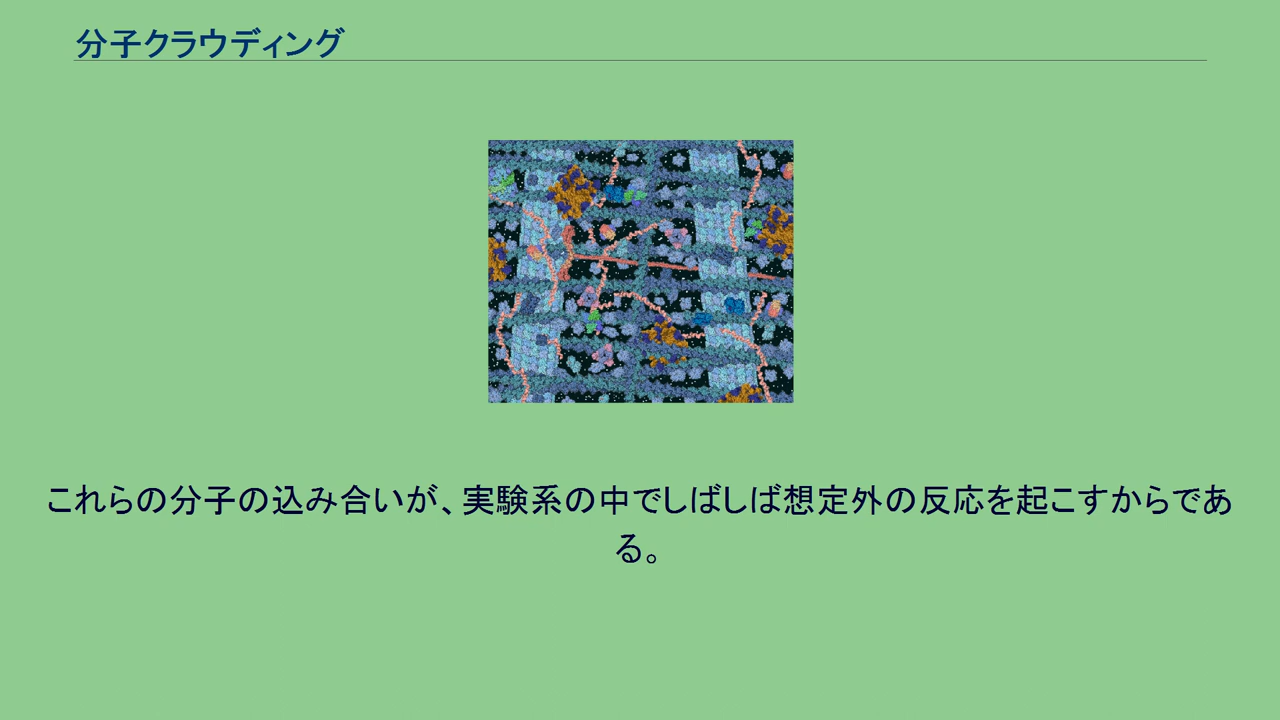 分子クラウディング
これらの分子の込み合いが、実験系の中でしばしば想定外の反応を起こすからであ
る。